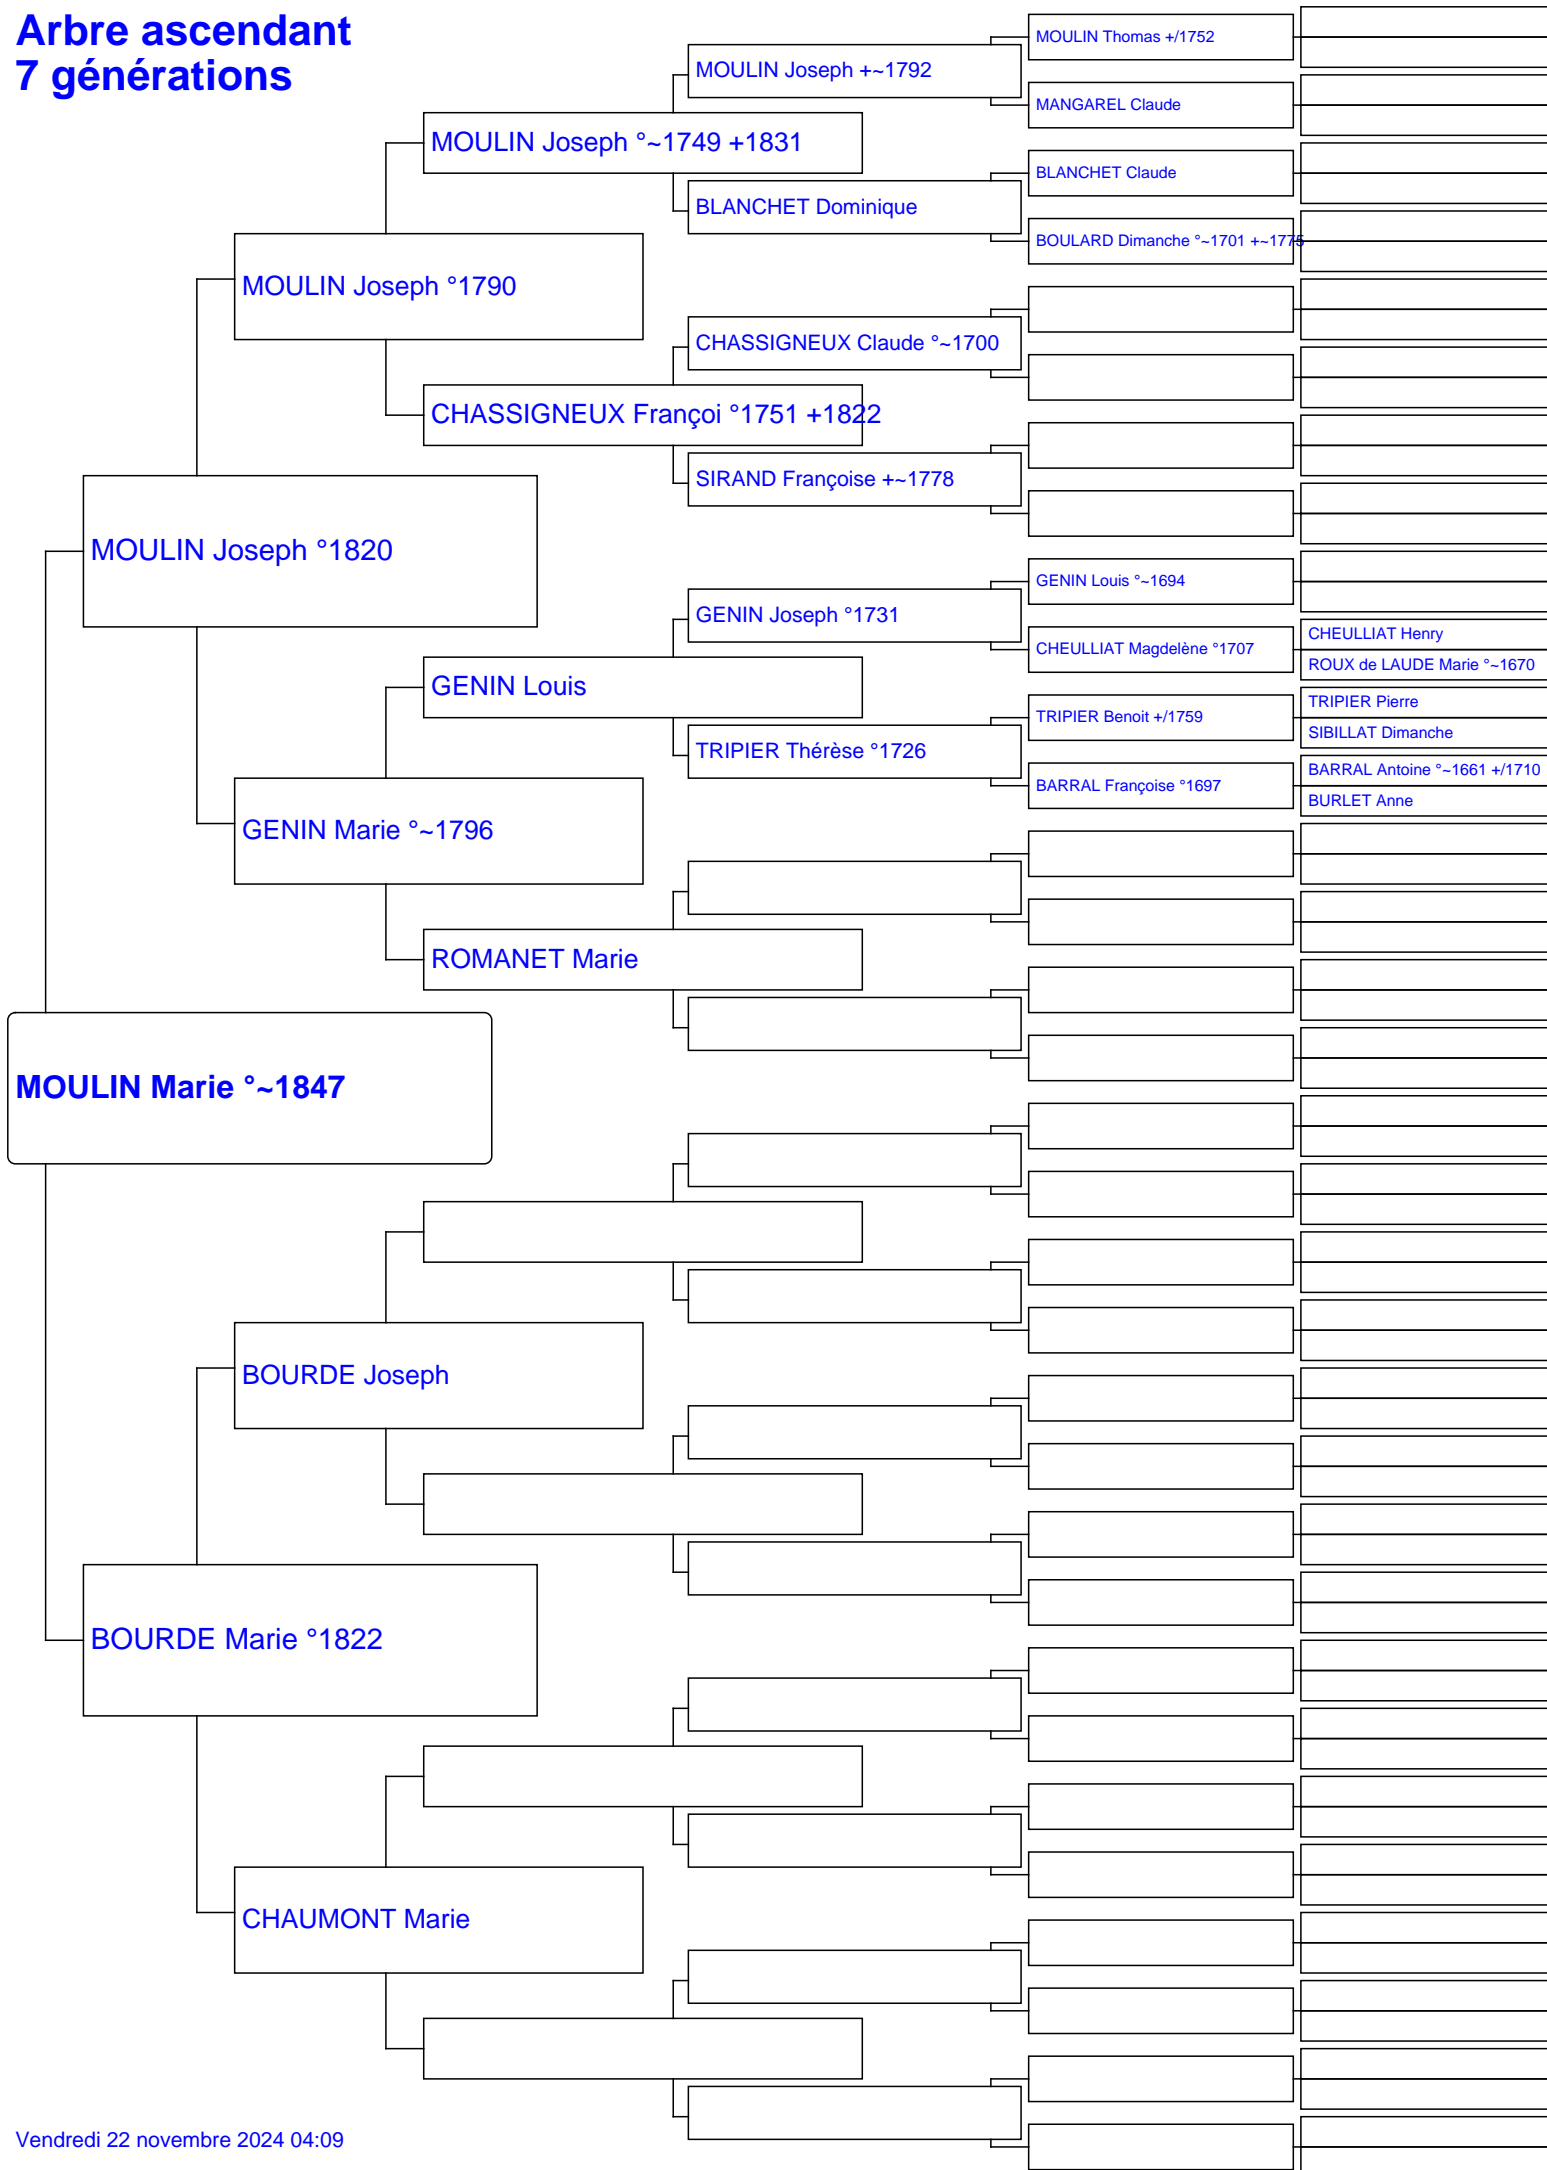 Arbre ascendant
7 générations
MOULIN Thomas +/1752
MOULIN Joseph +~1792
MANGAREL Claude
MOULIN Joseph °~1749 +1831
BLANCHET Claude
BLANCHET Dominique
BOULARD Dimanche °~1701 +~1775
MOULIN Joseph °1790
CHASSIGNEUX Claude °~1700
CHASSIGNEUX Françoi °1751 +1822
SIRAND Françoise +~1778
MOULIN Joseph °1820
GENIN Louis °~1694
GENIN Joseph °1731
CHEULLIAT Henry
CHEULLIAT Magdelène °1707
ROUX de LAUDE Marie °~1670
GENIN Louis
TRIPIER Pierre
TRIPIER Benoit +/1759
SIBILLAT Dimanche
TRIPIER Thérèse °1726
BARRAL Antoine °~1661 +/1710
BARRAL Françoise °1697
BURLET Anne
GENIN Marie °~1796
ROMANET Marie
MOULIN Marie °~1847
BOURDE Joseph
BOURDE Marie °1822
CHAUMONT Marie
Vendredi 22 novembre 2024 04:09